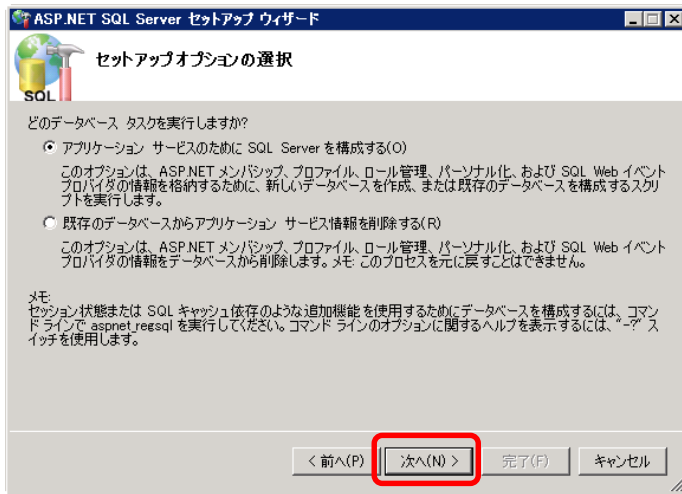 ASP.NET SQL Server セットアップ ウィザード
セットアップ オプションの選択
SQL
どのデータベース タスクを実行しますか?
アプリケーション サービスのために SQL Server を構成する(O)
このオプションは、ASP.NET メンバシップ、プロファイル、ロール管理、パーソナル化、および SQL Web イベント
プロバイダの情報を格納するために、新しいデータベースを作成、または既存のデータベースを構成するスクリ
プトを実行します。
既存のデータベースからアプリケーション サービス情報を削除する(R)
このオプションは、ASP.NET メンバシップ、プロファイル、ロール管理、パーソナル化、および SQL Web イベント
プロバイダの情報をデータベースから削除します。メモ: このプロセスを元に戻すことはできません。
メモ:
セッション状態または SQL キャッシュ依存のような追加機能を使用するためにデータベースを構成するには、コマン
ド ラインで aspnet_regsql を実行してください。コマンド ラインのオプションに関するヘルプを表示するには、"-?" ス
イッチを使用します。
< 前へ(P) 次へ(N) > 完了(F) キャンセル